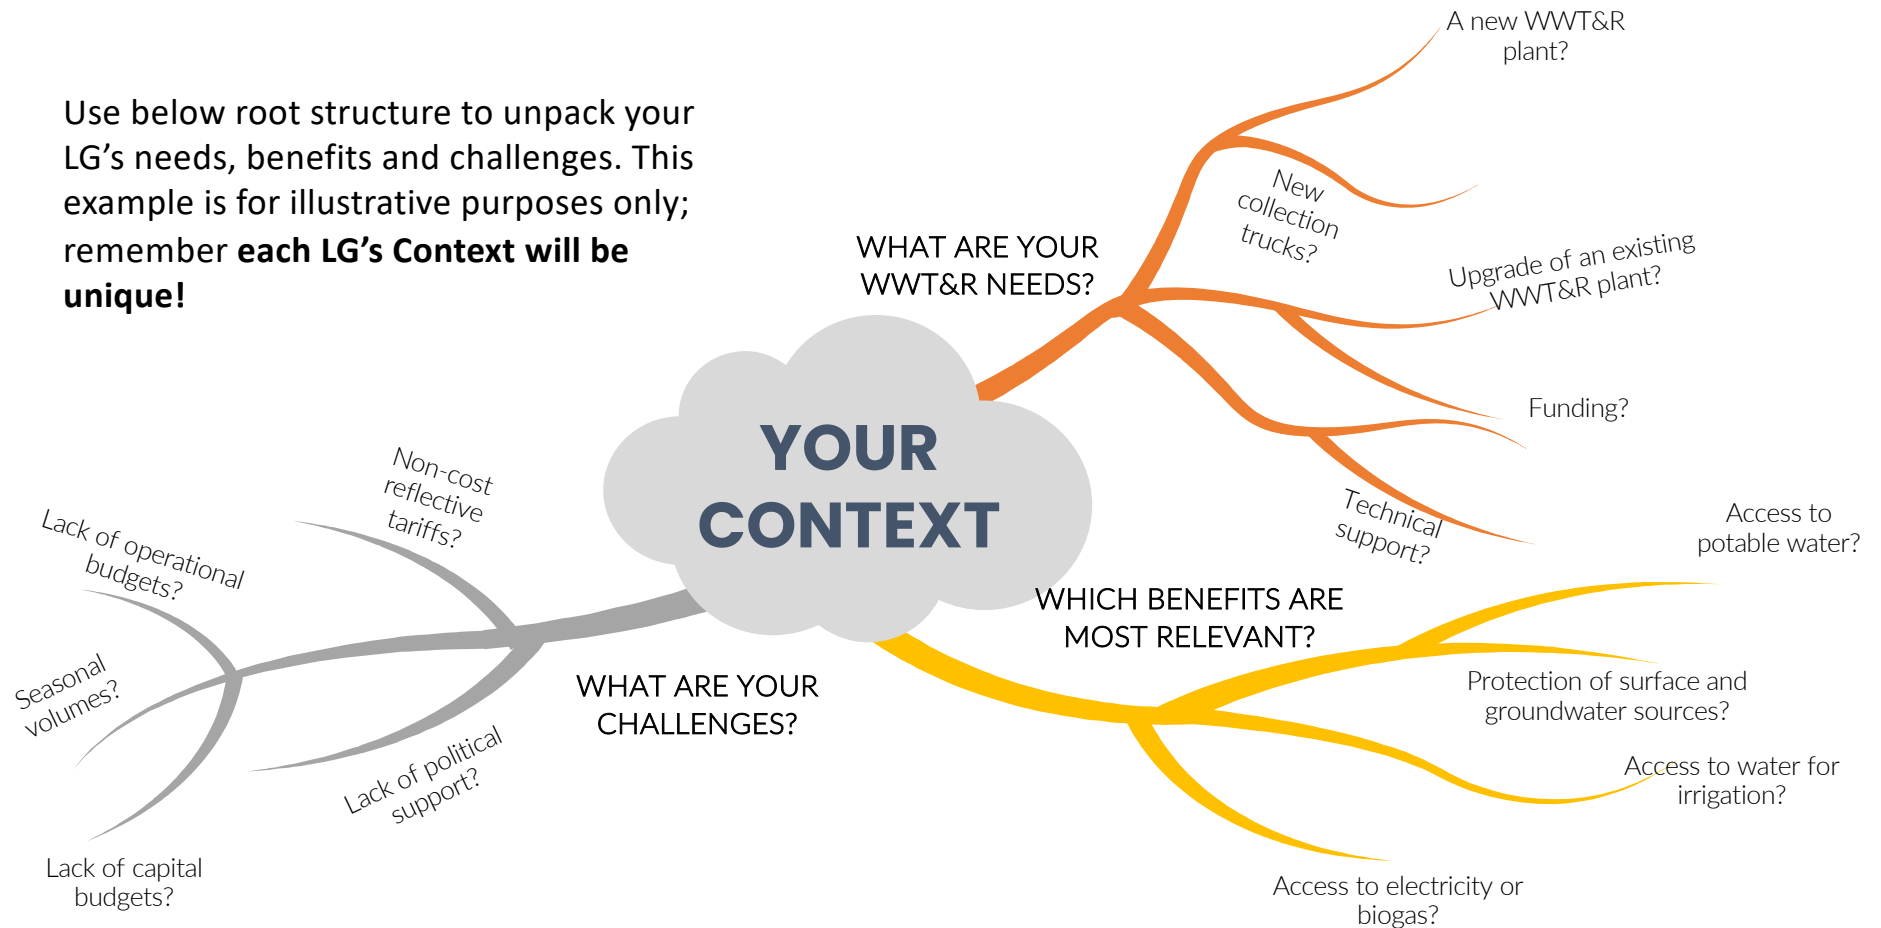 Use below root structure to unpack your
LG’s needs, benefits and challenges. This
example is for illustrative purposes only;
remember each LG’s Context will be
unique!
YOUR
CONTEXT
WHAT ARE YOUR
WWT&R NEEDS?
A new WWT&R
plant?
New
collection
trucks?
Upgrade of an existing
WWT&R plant?
Funding?
Technical
support?
WHICH BENEFITS ARE
MOST RELEVANT?
Access to
potable water?
Protection of surface and
groundwater sources?
Access to water for
irrigation?
Access to electricity or
biogas?
WHAT ARE YOUR
CHALLENGES?
Non-cost
reflective
tariffs?
Lack of operational
budgets?
Seasonal
volumes?
Lack of political
support?
Lack of capital
budgets?